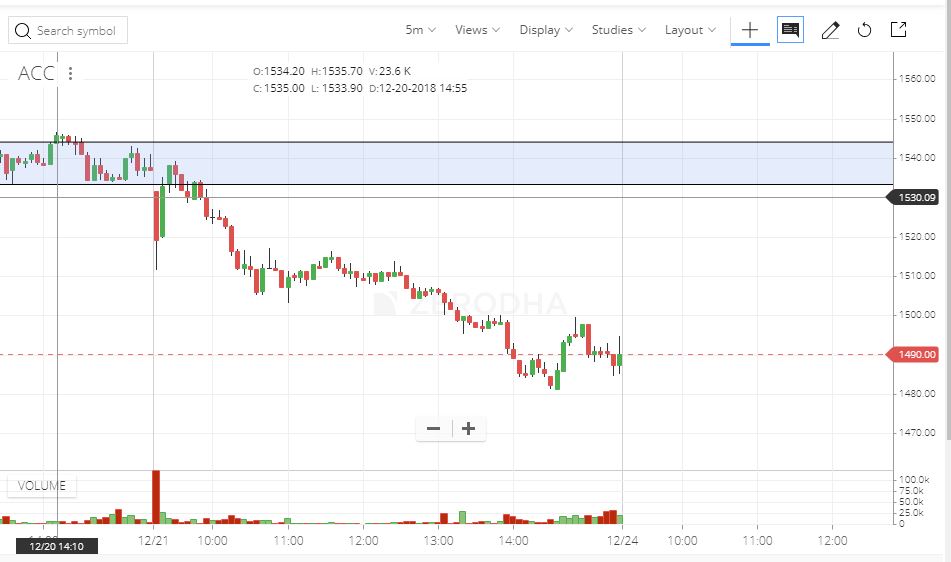 Search symbol 5m Views Display Studies Layout
ACC
O:1534.20 H:1535.70 V:23.6 K
C:1535.00 L: 1533.90 D:12-20-2018 14:55
1560.00
1550.00
1540.00
1530.09
1520.00
1510.00
1500.00
ZERODHA
1490.00
1480.00
1470.00
VOLUME
100.0k
75.0k
50.0k
25.0k
0
12/21 10:00 11:00 12:00 13:00 14:00 12/24 10:00 11:00 12:00
12/20 14:10